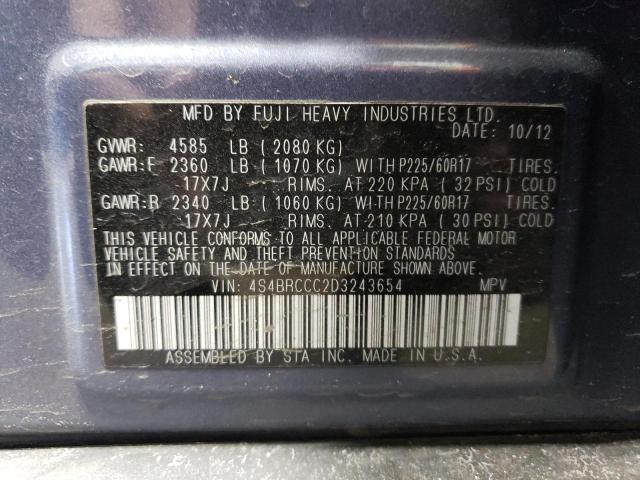 MFD BY FUJI HEAVY INDUSTRIES LTD.
DATE: 10/12
GVWR: 4585 LB ( 2080 KG)
GAWR:F 2360 LB ( 1070 KG) WITH P225/60R17 TIRES.
17X7J RIMS. AT 220 KPA ( 32 PSI) COLD
GAWR:R 2340 LB ( 1060 KG) WITH P225/60R17 TIRES.
17X7J RIMS. AT 210 KPA ( 30 PSI) COLD
THIS VEHICLE CONFORMS TO ALL APPLICABLE FEDERAL MOTOR
VEHICLE SAFETY AND THEFT PREVENTION STANDARDS
IN EFFECT ON THE DATE OF MANUFACTURE SHOWN ABOVE.
VIN: 4S4BRCCC2D3243654 MPV
ASSEMBLED BY SIA INC. MADE IN U.S.A.